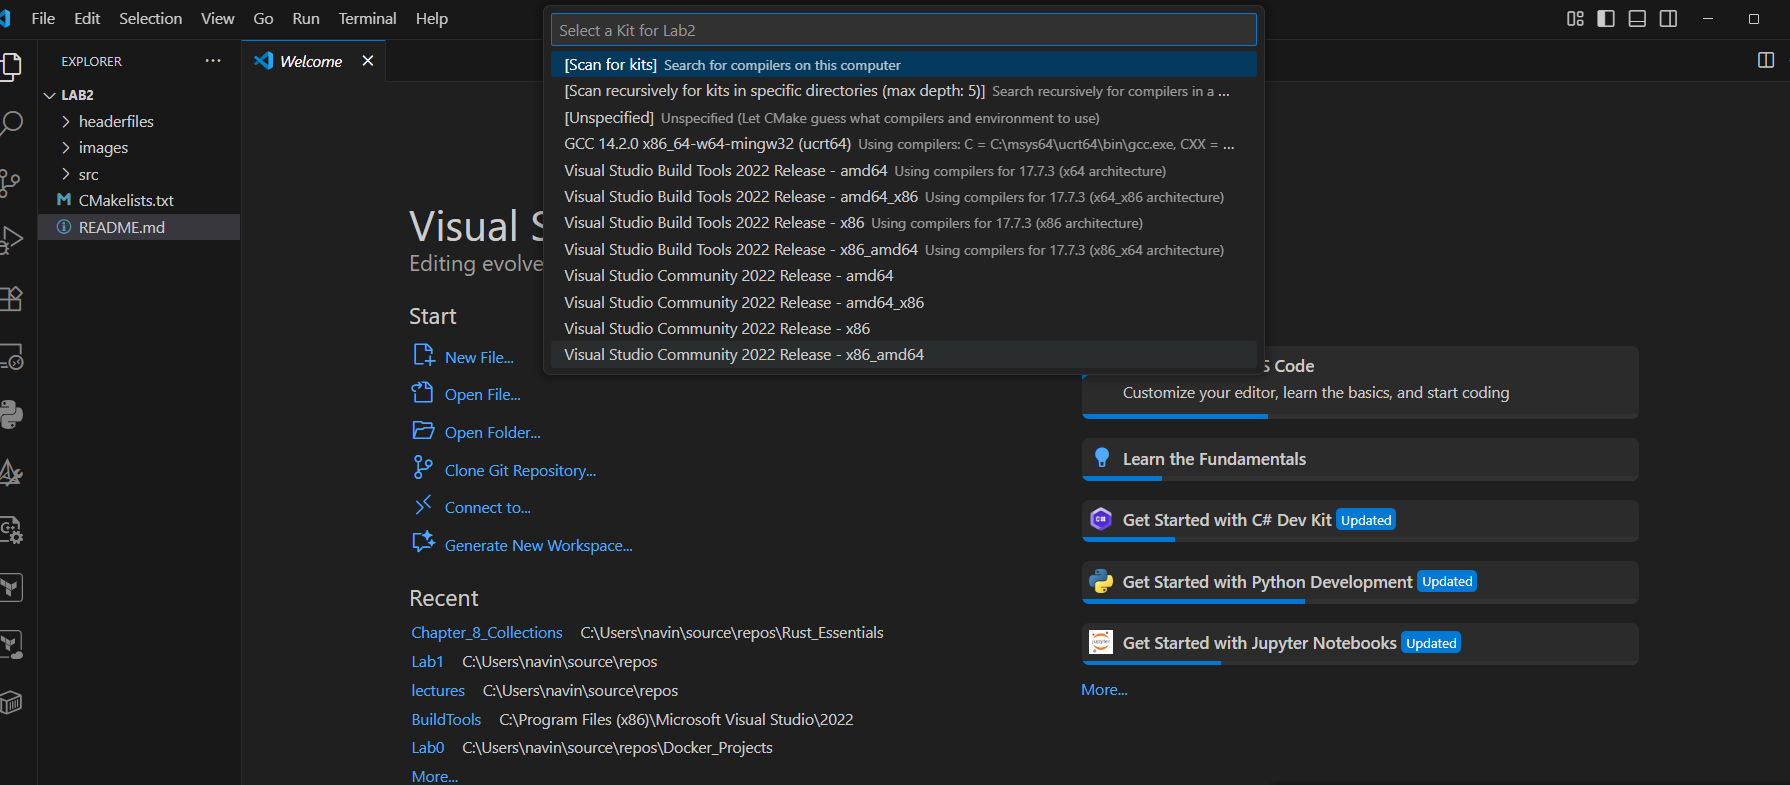 File Edit Selection View Go Run Terminal Help
Select a Kit for Lab2
[Scan for kits] Search for compilers on this computer
[Scan recursively for kits in specific directories (max depth: 5)] Search recursively for compilers in a ...
[Unspecified] Unspecified (Let CMake guess what compilers and environment to use)
GCC 14.2.0 x86_64-w64-mingw32 (ucrt64) Using compilers: C = C:\msys64\ucrt64\bin\gcc.exe, CXX = ...
Visual Studio Build Tools 2022 Release - amd64 Using compilers for 17.7.3 (x64 architecture)
Visual Studio Build Tools 2022 Release - amd64_x86 Using compilers for 17.7.3 (x64_x86 architecture)
Visual Studio Build Tools 2022 Release - x86 Using compilers for 17.7.3 (x86 architecture)
Visual Studio Build Tools 2022 Release - x86_amd64 Using compilers for 17.7.3 (x86_x64 architecture)
Visual Studio Community 2022 Release - amd64
Visual Studio Community 2022 Release - amd64_x86
Visual Studio Community 2022 Release - x86
Visual Studio Community 2022 Release - x86_amd64
EXPLORER ...
LAB2
headerfiles
images
src
CMakelists.txt
README.md
Welcome
Visual S
Editing evolve
Start
New File...
Open File...
Open Folder...
Clone Git Repository...
Connect to...
Generate New Workspace...
Recent
Chapter_8_Collections C:\Users\navin\source\repos\Rust_Essentials
Lab1 C:\Users\navin\source\repos
lectures C:\Users\navin\source\repos
BuildTools C:\Program Files (x86)\Microsoft Visual Studio\2022
Lab0 C:\Users\navin\source\repos\Docker_Projects
More...
S Code
Customize your editor, learn the basics, and start coding
Learn the Fundamentals
Get Started with C# Dev Kit Updated
Get Started with Python Development Updated
Get Started with Jupyter Notebooks Updated
More...